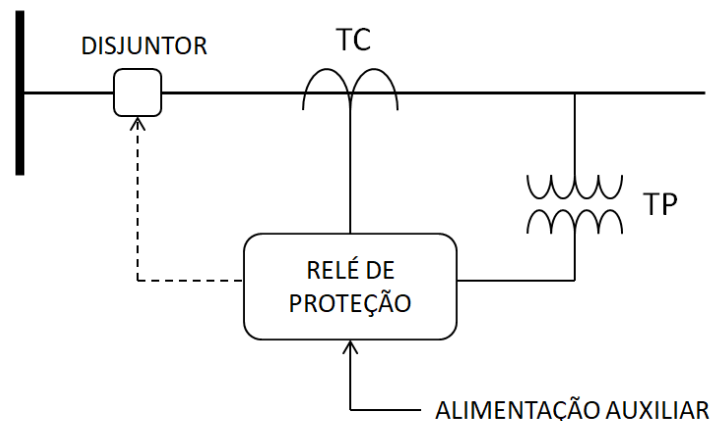 DISJUNTOR
TC
TP
RELÉ DE
PROTEÇÃO
ALIMENTAÇÃO AUXILIAR